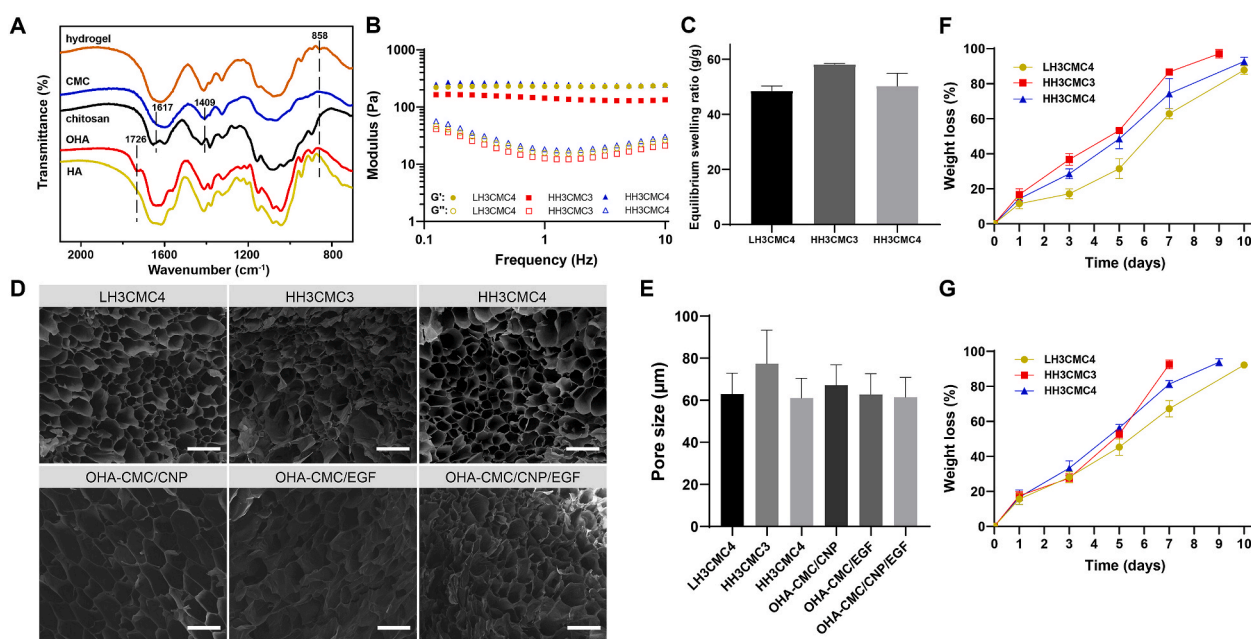 A
hydrogel
858
CMC
1617
1409
chitosan
1726
OHA
HA
Transmittance (%)
2000
1600
1200
800
Wavenumber (cm-1)
B
1000
100
10
1
Modulus (Pa)
G': LH3CMC4 HH3CMC3 HH3CMC4
G'': LH3CMC4 HH3CMC3 HH3CMC4
0.1
1
10
Frequency (Hz)
C
Equilibrium swelling ratio (g/g)
60
40
20
0
LH3CMC4
HH3CMC3
HH3CMC4
D
LH3CMC4
HH3CMC3
HH3CMC4
OHA-CMC/CNP
OHA-CMC/EGF
OHA-CMC/CNP/EGF
E
Pore size (μm)
100
80
60
40
20
0
LH3CMC4
HH3CMC3
HH3CMC4
OHA-CMC/CNP
OHA-CMC/EGF
OHA-CMC/CNP/EGF
F
Weight loss (%)
100
80
60
40
20
0
LH3CMC4
HH3CMC3
HH3CMC4
0 1 2 3 4 5 6 7 8 9 10
Time (days)
G
Weight loss (%)
100
80
60
40
20
0
LH3CMC4
HH3CMC3
HH3CMC4
0 1 2 3 4 5 6 7 8 9 10
Time (days)